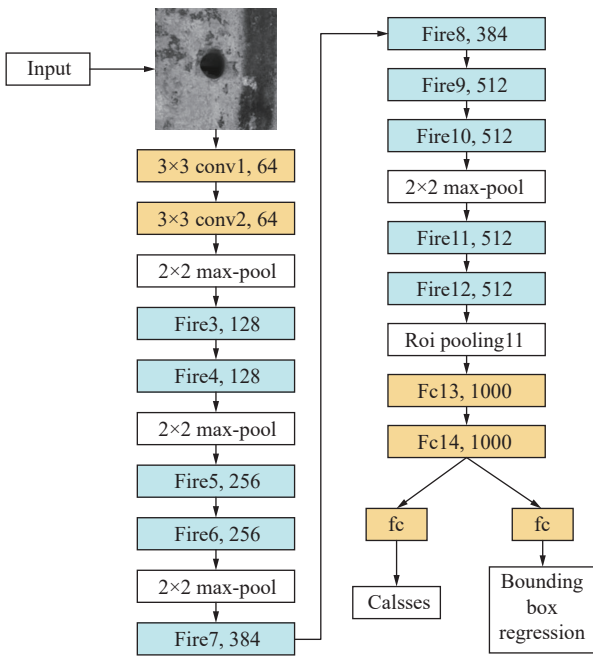 Input
3×3 conv1, 64
3×3 conv2, 64
2×2 max-pool
Fire3, 128
Fire4, 128
2×2 max-pool
Fire5, 256
Fire6, 256
2×2 max-pool
Fire7, 384
Fire8, 384
Fire9, 512
Fire10, 512
2×2 max-pool
Fire11, 512
Fire12, 512
Roi pooling11
Fc13, 1000
Fc14, 1000
fc
fc
Calsses
Bounding
box
regression